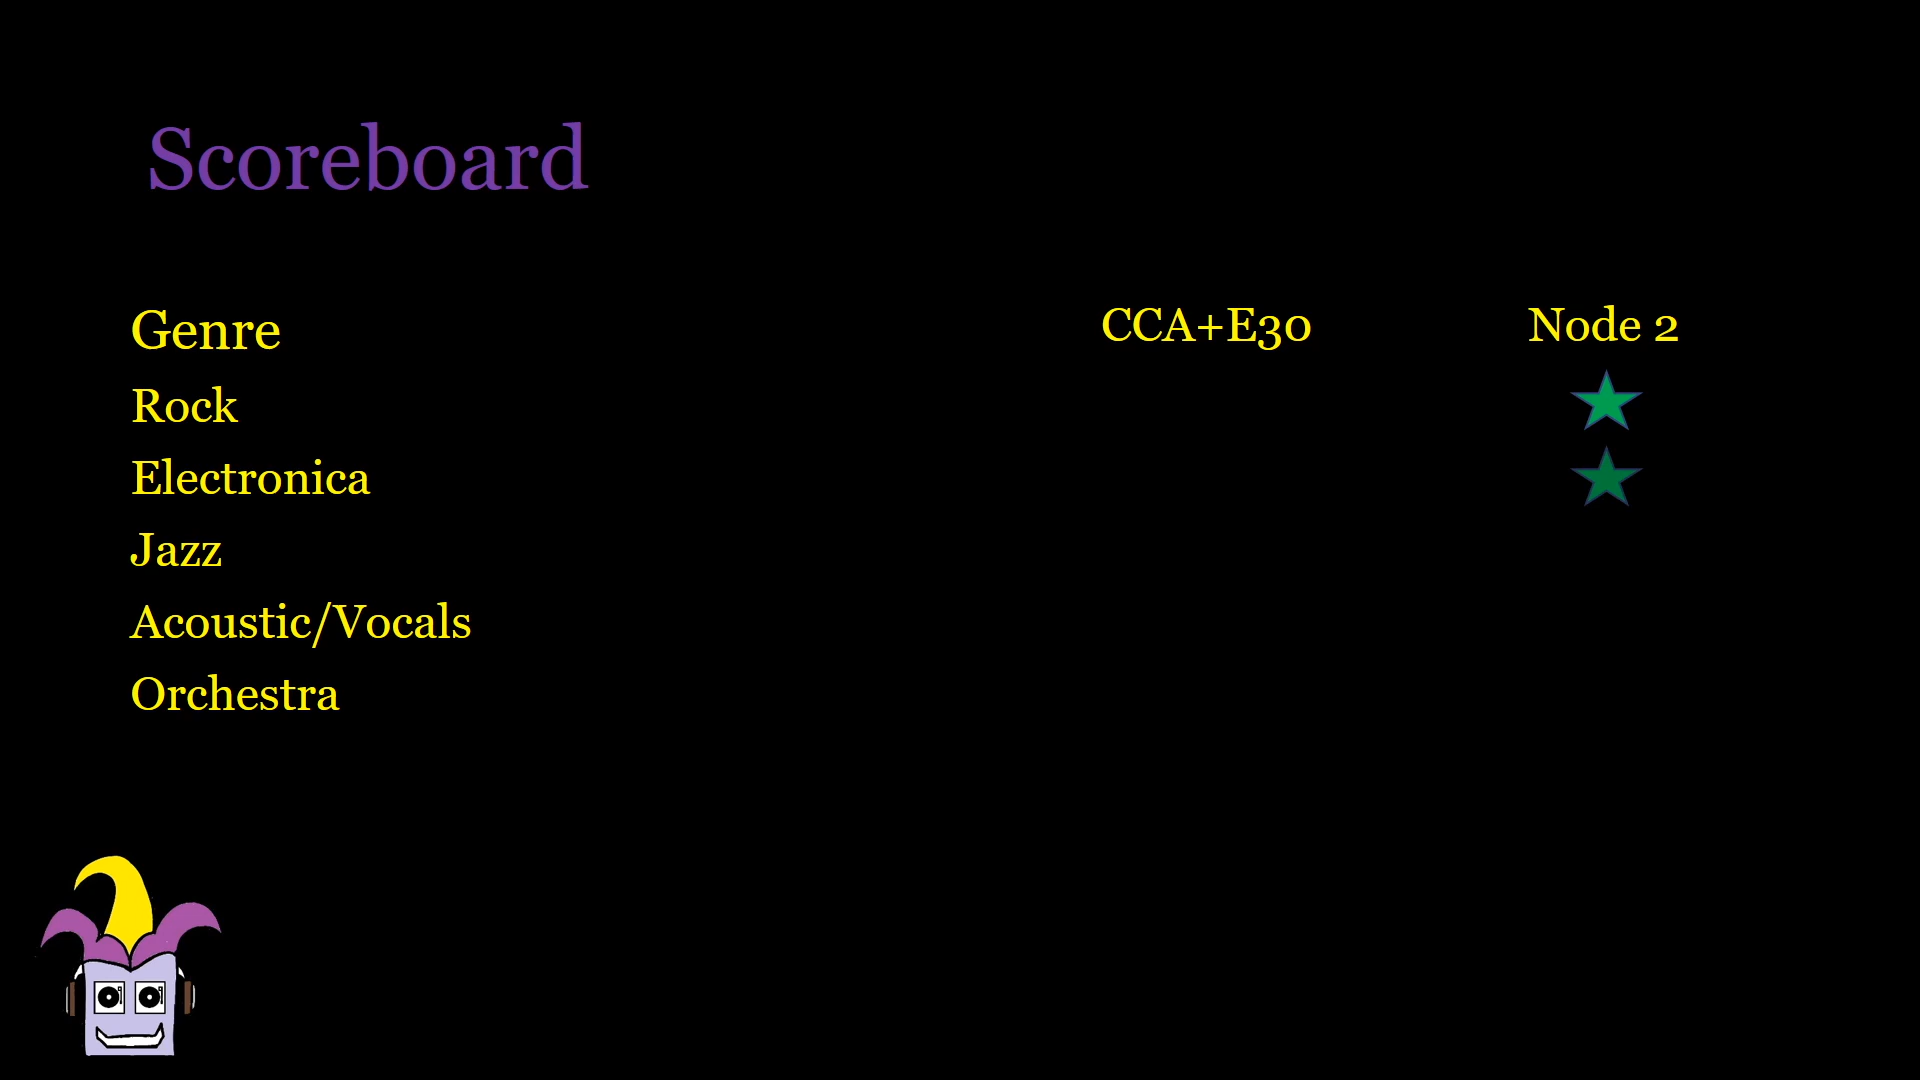 Scoreboard
Genre CCA+E30 Node 2
Rock
Electronica
Jazz
Acoustic/Vocals
Orchestra